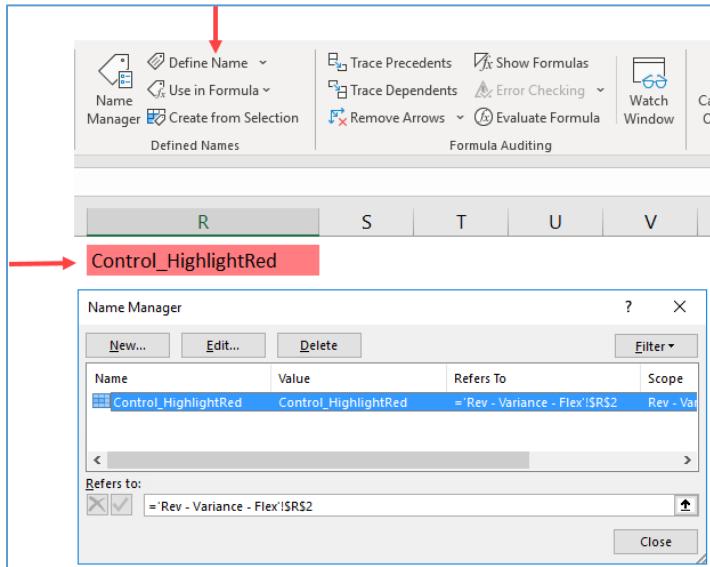 Define Name
Trace Precedents
Show Formulas
Name Manager
Use in Formula
Trace Dependents
Error Checking
Watch Window
Create from Selection
Remove Arrows
Evaluate Formula
Defined Names
Formula Auditing
R S T U V
Control_HighlightRed
Name Manager ?
New... Edit... Delete Filter
Name Value Refers To Scope
Control_HighlightRed Control_HighlightRed ='Rev - Variance - Flex'!$R$2 Rev - Var
Refers to:
='Rev - Variance - Flex'!$R$2
Close